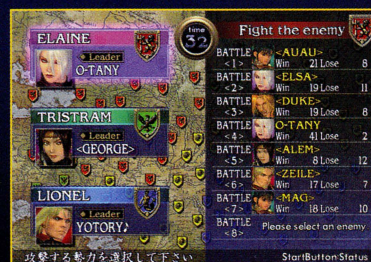 ELAINE
Leader
O-TANY
TRISTRAM
Leader
<GEORGE>
LIONEL
Leader
YOTORY♪
攻撃する勢力を選択して下さい
time
32
Fight the enemy
BATTLE <1> <AUAU> Win 21 Lose 8
BATTLE <2> <ELSA> Win 19 Lose 11
BATTLE <3> <DUKE> Win 19 Lose 8
BATTLE <4> O-TANY Win 41 Lose 2
BATTLE <5> <ALEM> Win 8 Lose 12
BATTLE <6> <ZEILE> Win 17 Lose 7
BATTLE <7> <MAG> Win 18 Lose 10
BATTLE <8> Please select an enemy
StartButton Status